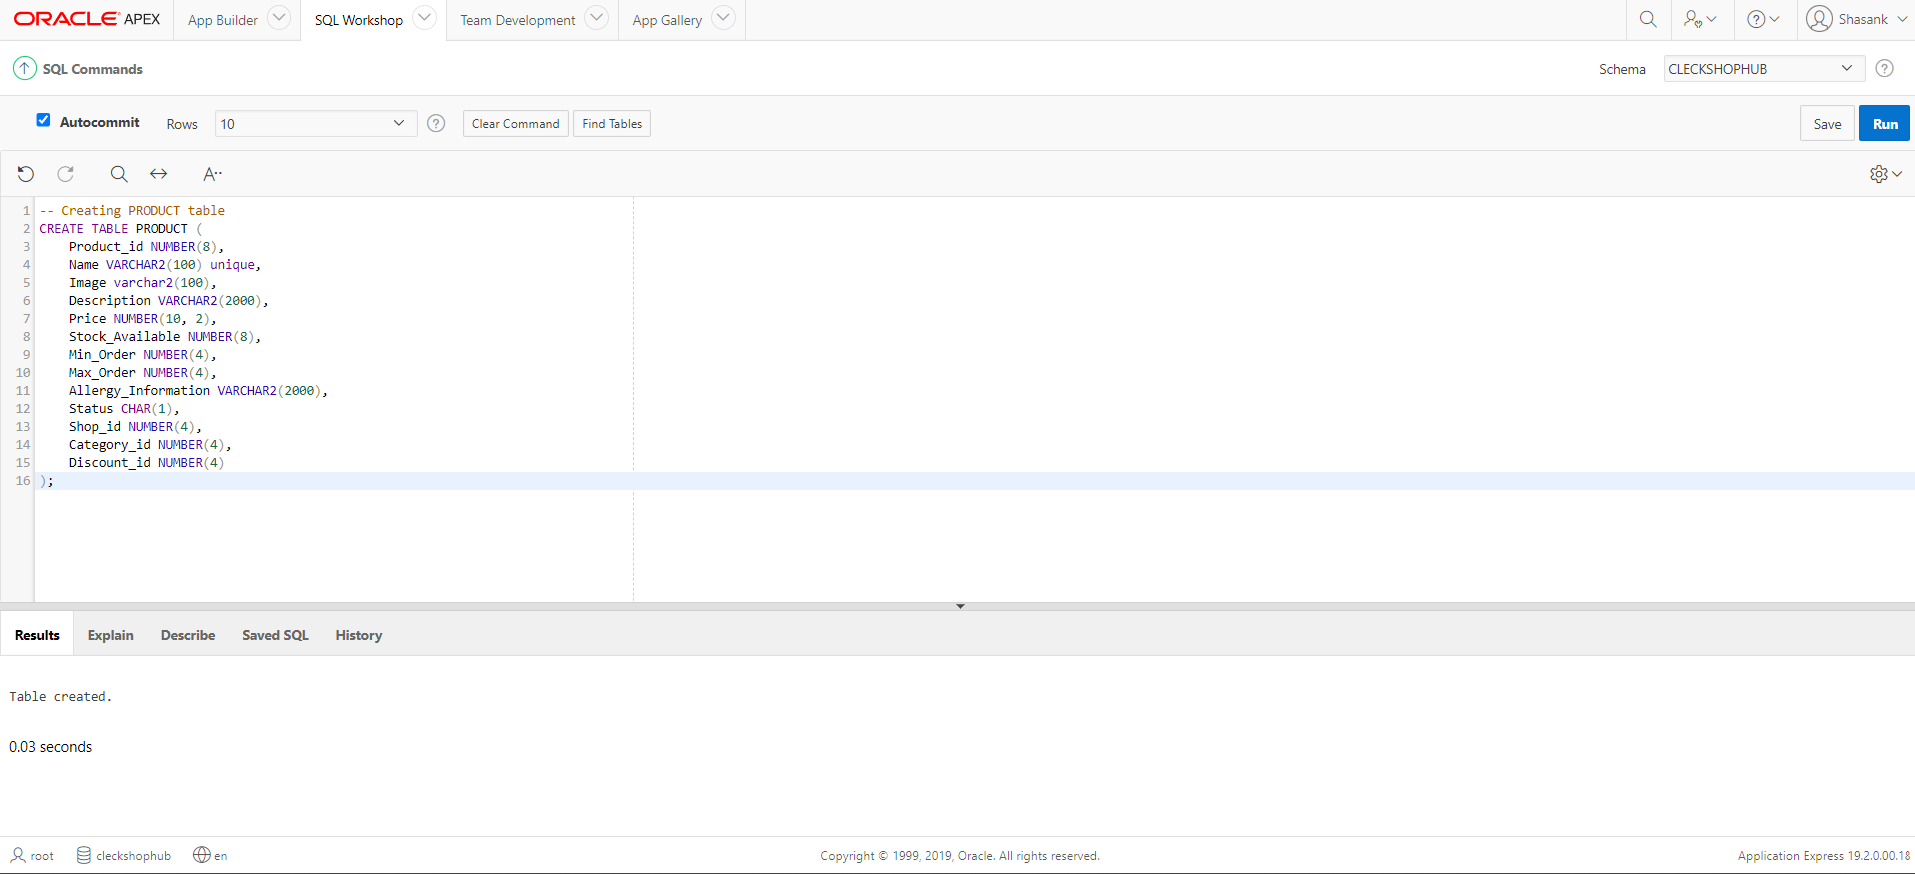 ORACLE APEX App Builder SQL Workshop Team Development App Gallery Shasank
SQL Commands Schema CLECKSHOPHUB
Autocommit Rows 10 Clear Command Find Tables Save Run
1 -- Creating PRODUCT table
2 CREATE TABLE PRODUCT (
3 Product_id NUMBER(8),
4 Name VARCHAR2(100) unique,
5 Image varchar2(100),
6 Description VARCHAR2(2000),
7 Price NUMBER(10, 2),
8 Stock_Available NUMBER(8),
9 Min_Order NUMBER(4),
10 Max_Order NUMBER(4),
11 Allergy_Information VARCHAR2(2000),
12 Status CHAR(1),
13 Shop_id NUMBER(4),
14 Category_id NUMBER(4),
15 Discount_id NUMBER(4)
16 );
Results Explain Describe Saved SQL History
Table created.
0.03 seconds
root cleckshophub en Copyright © 1999, 2019, Oracle. All rights reserved. Application Express 19.2.0.00.18